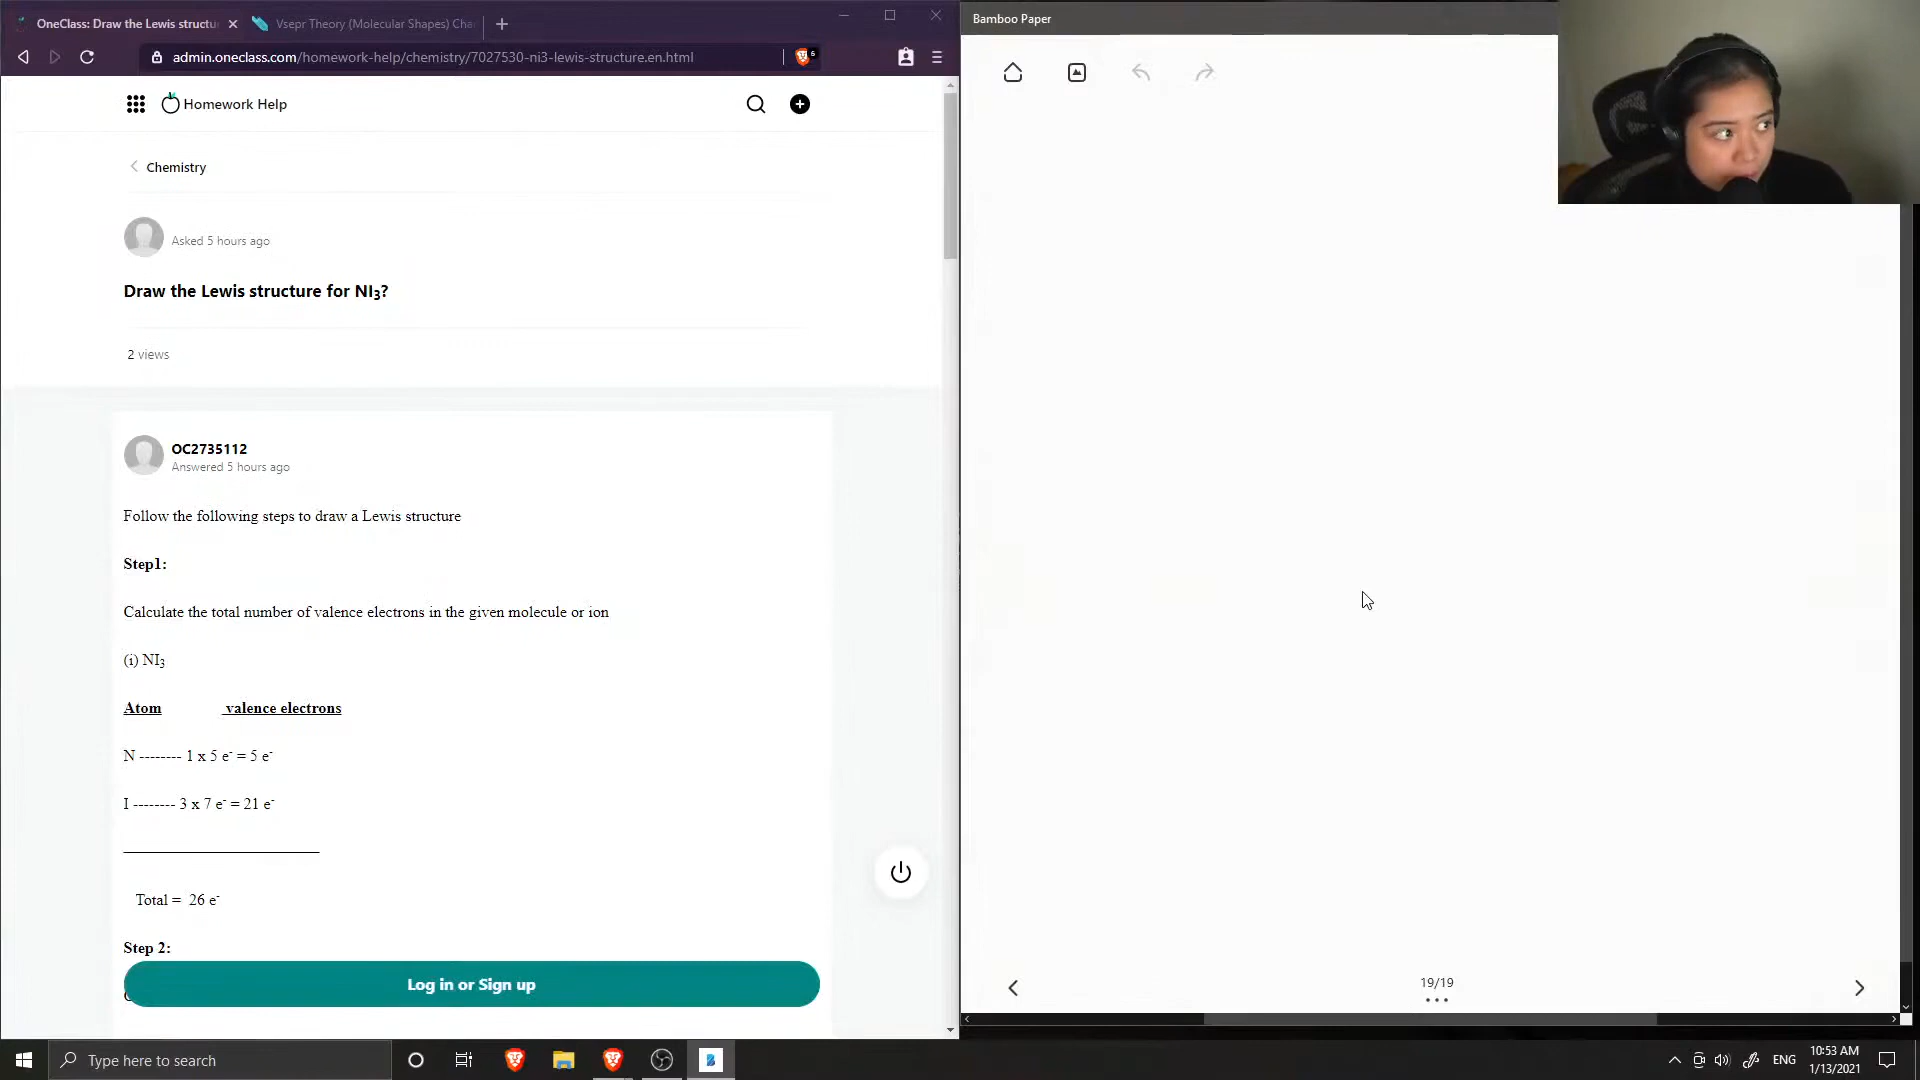 OneClass: Draw the Lewis structu
Vsepr Theory (Molecular Shapes) Cha
admin.oneclass.com/homework-help/chemistry/7027530-ni3-lewis-structure.en.html
6
Homework Help
Chemistry
Asked 5 hours ago
Draw the Lewis structure for NI₃?
2 views
OC2735112
Answered 5 hours ago
Follow the following steps to draw a Lewis structure
Step1:
Calculate the total number of valence electrons in the given molecule or ion
(i) NI₃
Atom valence electrons
N -------- 1 x 5 e⁻ = 5 e⁻
I -------- 3 x 7 e⁻ = 21 e⁻
Total = 26 e⁻
Step 2:
Log in or Sign up
Bamboo Paper
19/19
Type here to search
ENG
10:53 AM
1/13/2021